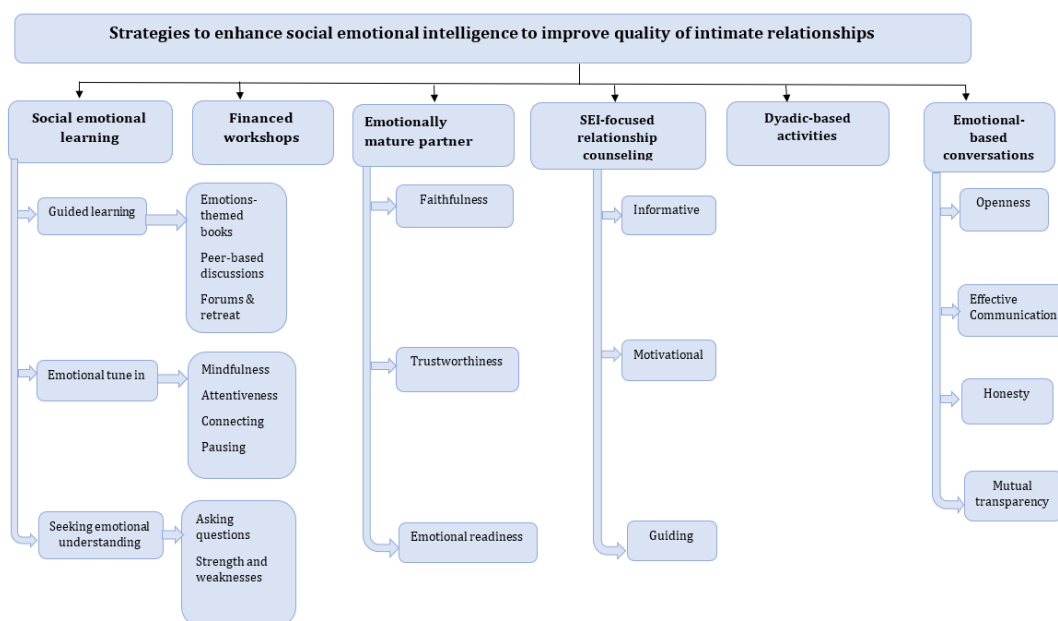 Strategies to enhance social emotional intelligence to improve quality of intimate relationships
Social emotional
learning
Financed
workshops
Emotionally
mature partner
SEI-focused
relationship
counseling
Dyadic-based
activities
Emotional-
based
conversations
Guided learning
Emotions-
themed
books
Peer-based
discussions
Forums &
retreat
Emotional tune in
Mindfulness
Attentiveness
Connecting
Pausing
Seeking emotional
understanding
Asking
questions
Strength and
weaknesses
Faithfulness
Trustworthiness
Emotional readiness
Informative
Motivational
Guiding
Openness
Effective
Communication
Honesty
Mutual
transparency